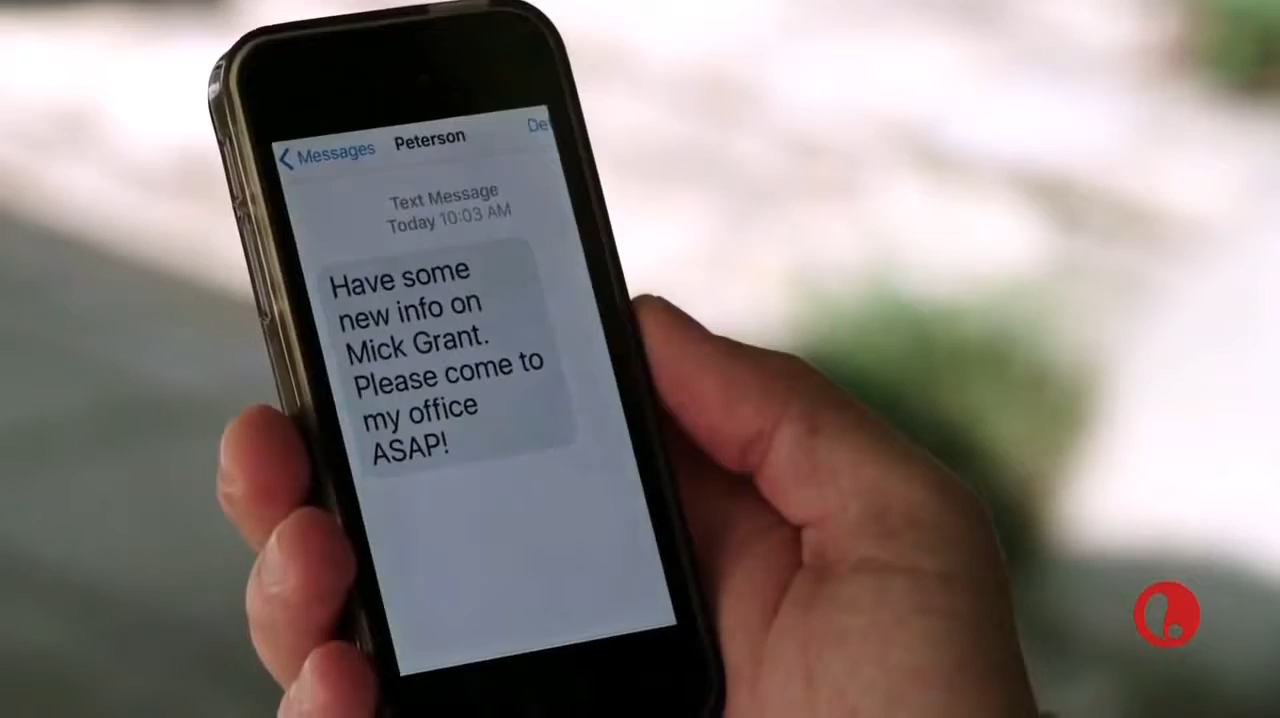 Messages Peterson De
Text Message
Today 10:03 AM
Have some
new info on
Mick Grant.
Please come to
my office
ASAP!